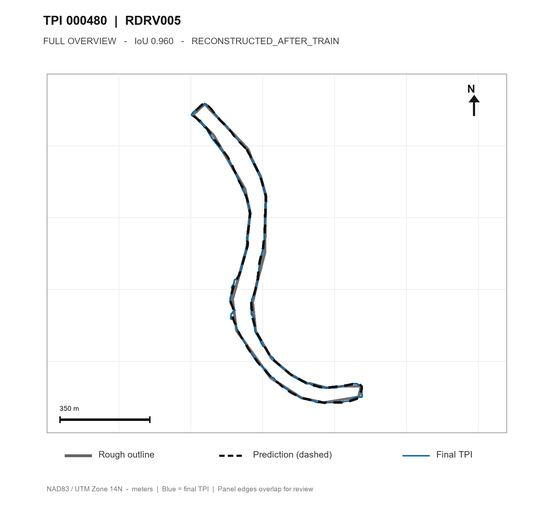 TPI 000480 | RDRV005
FULL OVERVIEW - IoU 0.960 - RECONSTRUCTED_AFTER_TRAIN
N
350 m
Rough outline
Prediction (dashed)
Final TPI
NAD83 / UTM Zone 14N - meters | Blue = final TPI | Panel edges overlap for review